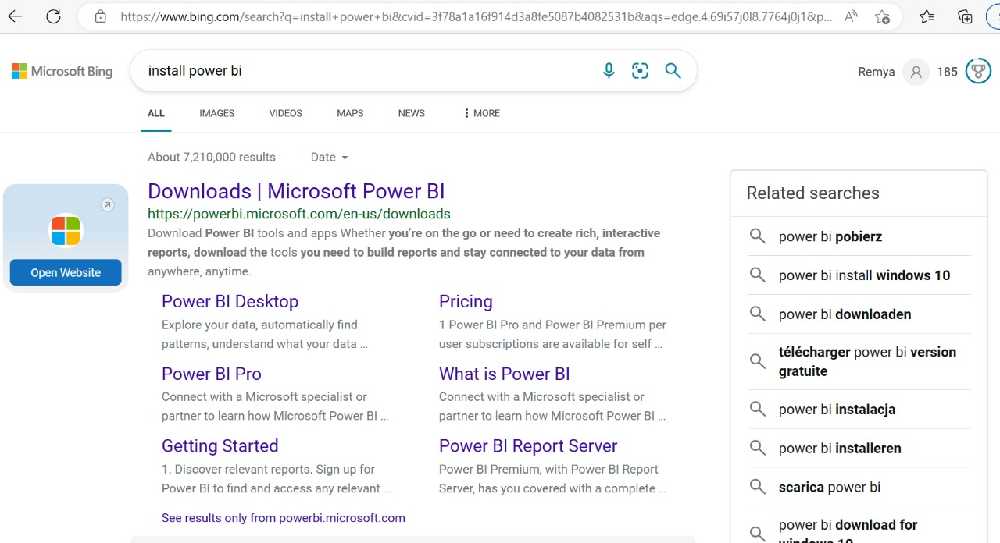 https://www.bing.com/search?q=install+power+bi&cvid=3f78a1a16f914d3a8fe5087b4082531b&aqs=edge.4.69i57j0l8.7764j0j1&p...
Microsoft Bing
install power bi
Remya
185
ALL
IMAGES
VIDEOS
MAPS
NEWS
MORE
About 7,210,000 results
Date
Open Website
Downloads | Microsoft Power BI
https://powerbi.microsoft.com/en-us/downloads
Download Power BI tools and apps Whether you're on the go or need to create rich, interactive
reports, download the tools you need to build reports and stay connected to your data from
anywhere, anytime.
Power BI Desktop
Explore your data, automatically find
patterns, understand what your data ...
Pricing
1 Power BI Pro and Power BI Premium per
user subscriptions are available for self ...
Power BI Pro
Connect with a Microsoft specialist or
partner to learn how Microsoft Power BI ...
What is Power BI
Connect with a Microsoft specialist or
partner to learn how Microsoft Power BI ...
Getting Started
1. Discover relevant reports. Sign up for
Power BI to find and access any relevant ...
Power BI Report Server
Power BI Premium, with Power BI Report
Server, has you covered with a complete ...
See results only from powerbi.microsoft.com
Related searches
power bi pobierz
power bi install windows 10
power bi downloaden
télécharger power bi version
gratuite
power bi instalacja
power bi installeren
scarica power bi
power bi download for
windows 10